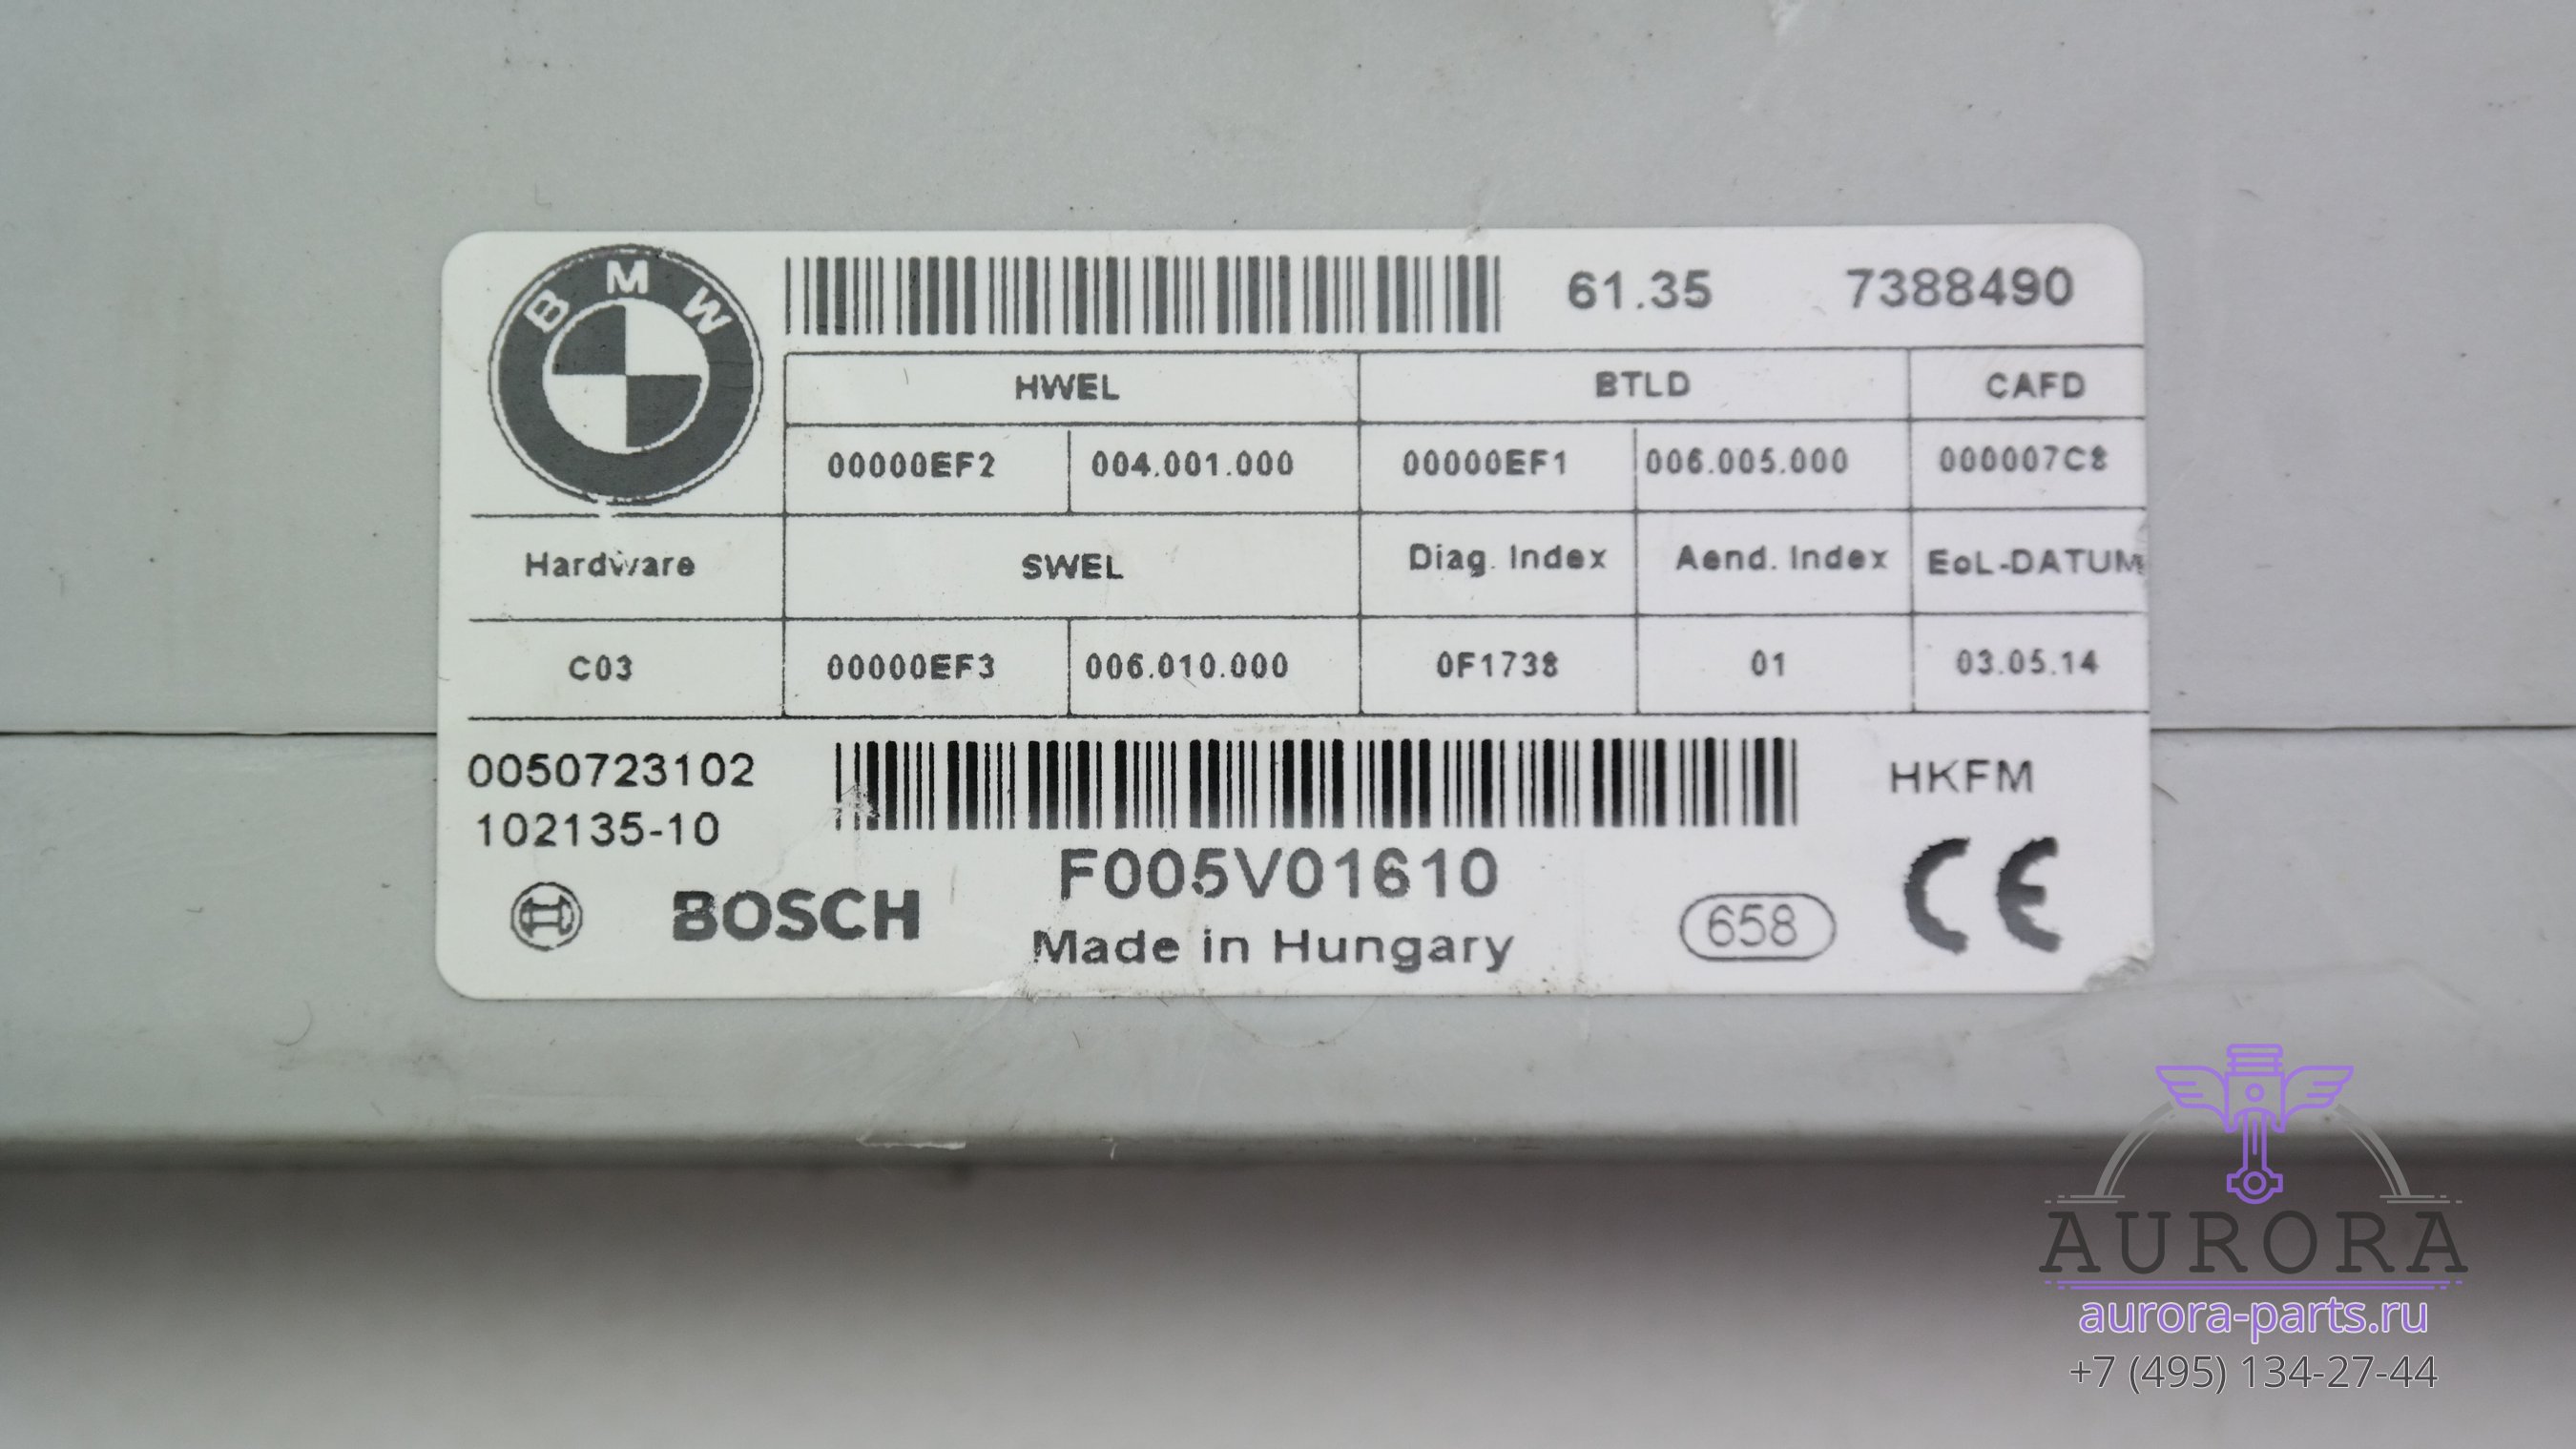 BMW
61.35 7388490
HWEL BTLD CAFD
00000EF2 004.001.000 00000EF1 006.005.000 000007C8
Hardware SWEL Diag. Index Aend. Index EoL-DATUM
C03 00000EF3 006.010.000 0F1738 01 03.05.14
0050723102 HKFM
102135-10
F005V01610
BOSCH Made in Hungary 658 CE
AURORA
aurora-parts.ru
+7 (495) 134-27-44